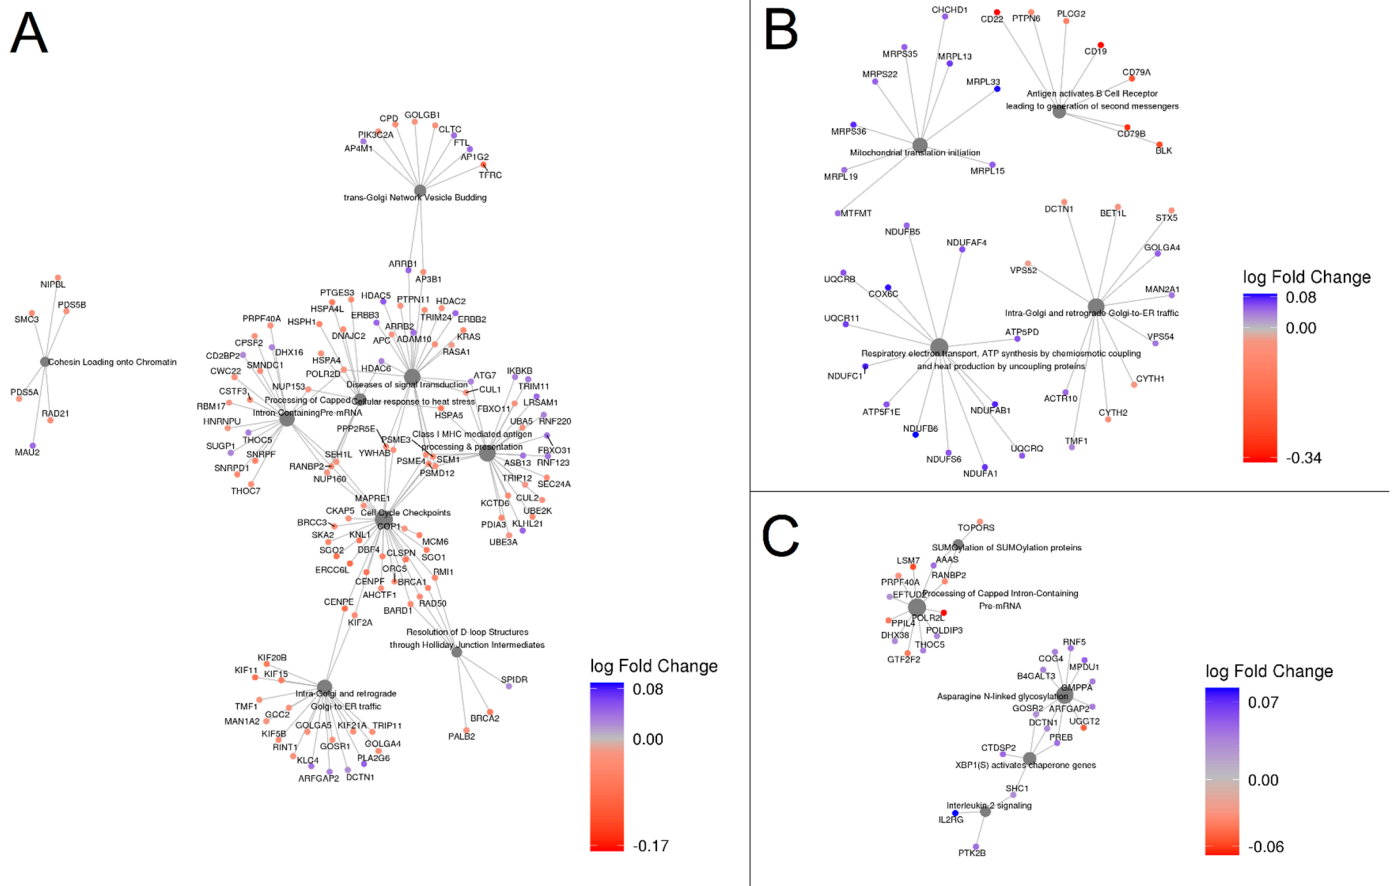 A
CPD
GOLGB1
PIK3C2A
CLTC
AP4M1
FTL
AP1G2
TFRC
trans-Golgi Network Vesicle Budding
ARRB1
AP3B1
NIPBL
PDS5B
SMC3
Cohesin Loading onto Chromatin
PDS5A
RAD21
MAU2
PTGES3
HDAC5
PTPN11
HDAC2
HSPA4L
ERBB3
TRIM24
ERBB2
PRPF40A
HSPH1
ARRB2
DNAJC2
APC
ADAM10
KRAS
CPSF2
RASA1
CD2BP2
DHX16
HSPA4
HDAC6
SMNDC1
CWC22
POLR2D
ATG7
IKBKB
NUP153
Diseases of signal transduction
CUL1
TRIM11
CSTF3
Processing of Capped
Cellular response to heat stress
LRSAM1
RBM17
Intron-ContainingPre-mRNA
FBXO11
HSPA5
HNRNPU
UBA5
RNF220
PPP2R5E
THOC5
PSME3
Class I MHC mediated antigen
processing & presentation
SUGP1
SNRPF
SEH1L
YWHAB
PSME4
SEM1
FBXO31
SNRPD1
RANBP2
PSMD12
ASB13
RNF123
NUP160
TRIP12
SEC24A
THOC7
MAPRE1
KCTD6
CUL2
CKAP5
Cell Cycle Checkpoints
UBE2K
BRCC3
COP1
PDIA3
KLHL21
SKA2
KNL1
MCM6
UBE3A
SGO2
DBF4
CLSPN
SGO1
ERCC6L
ORC5
RMI1
CENPF
BRCA1
AHCTF1
CENPE
RAD50
BARD1
KIF2A
Resolution of D-loop Structures
through Holliday Junction Intermediates
KIF20B
KIF11
KIF15
SPIDR
Intra-Golgi and retrograde
Golgi to ER traffic
TMF1
GCC2
BRCA2
MAN1A2
GOLGA5
KIF21A
TRIP11
PALB2
KIF5B
RINT1
GOSR1
GOLGA4
KLC4
PLA2G6
ARFGAP2
DCTN1
log Fold Change
0.08
0.00
-0.17
B
CHCHD1
CD22
PTPN6
PLCG2
MRPS35
MRPL13
CD19
MRPS22
MRPL33
CD79A
Antigen activates B Cell Receptor
leading to generation of second messengers
MRPS36
CD79B
Mitochondrial translation initiation
BLK
MRPL19
MRPL15
MTFMT
DCTN1
BET1L
STX5
NDUFB5
NDUFAF4
GOLGA4
VPS52
UQCRB
COX6C
MAN2A1
UQCR11
Intra-Golgi and retrograde Golgi-to-ER traffic
ATP5PD
VPS54
Respiratory electron transport, ATP synthesis by chemiosmotic coupling
and heat production by uncoupling proteins
NDUFC1
CYTH1
ATP5F1E
NDUFAB1
ACTR10
CYTH2
NDUFB6
UQCRQ
TMF1
NDUFS6
NDUFA1
log Fold Change
0.08
0.00
-0.34
C
TOPORS
SUMOylation of SUMOylation proteins
LSM7
AAAS
PRPF40A
RANBP2
EFTUD2
Processing of Capped Intron-Containing
Pre-mRNA
POLR2L
PPIL4
POLDIP3
DHX38
THOC5
GTF2F2
RNF5
COG4
MPDU1
B4GALT3
GMPPA
Asparagine N-linked glycosylation
GOSR2
ARFGAP2
DCTN1
UGGT2
PREB
CTDSP2
XBP1(S) activates chaperone genes
SHC1
Interleukin-2 signaling
IL2RG
PTK2B
log Fold Change
0.07
0.00
-0.06